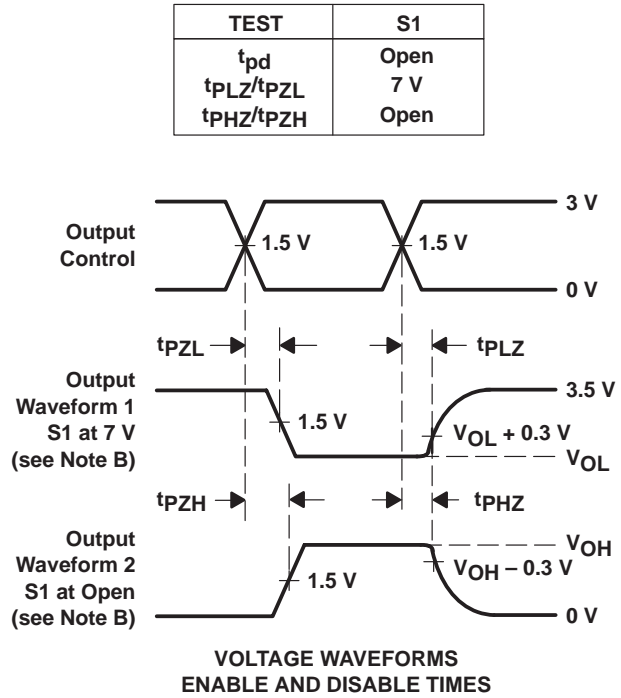 TEST S1
tpd Open
tPLZ/tPZL 7 V
tPHZ/tPZH Open
3 V
Output
Control
1.5 V 1.5 V
0 V
tPZL tPLZ
Output
Waveform 1
S1 at 7 V
(see Note B)
3.5 V
1.5 V
VOL + 0.3 V
VOL
tPZH tPHZ
Output
Waveform 2
S1 at Open
(see Note B)
VOH
VOH – 0.3 V
1.5 V
0 V
VOLTAGE WAVEFORMS
ENABLE AND DISABLE TIMES